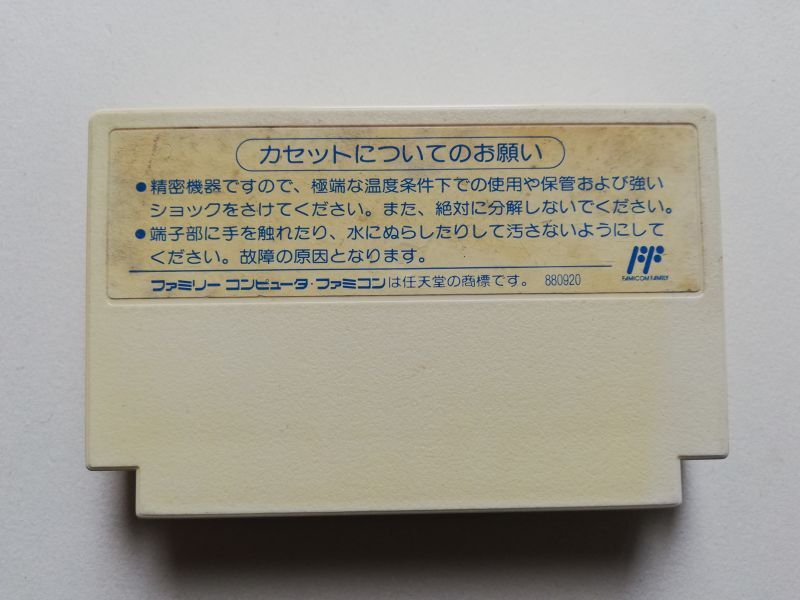 カセットについてのお願い
●精密機器ですので、極端な温度条件下での使用や保管および強い
ショックをさけてください。また、絶対に分解しないでください。
●端子部に手を触れたり、水にぬらしたりして汚さないようにして
ください。故障の原因となります。
FF
FAMICOM FAMILY
ファミリー コンピュータ・ファミコンは任天堂の商標です。 880920